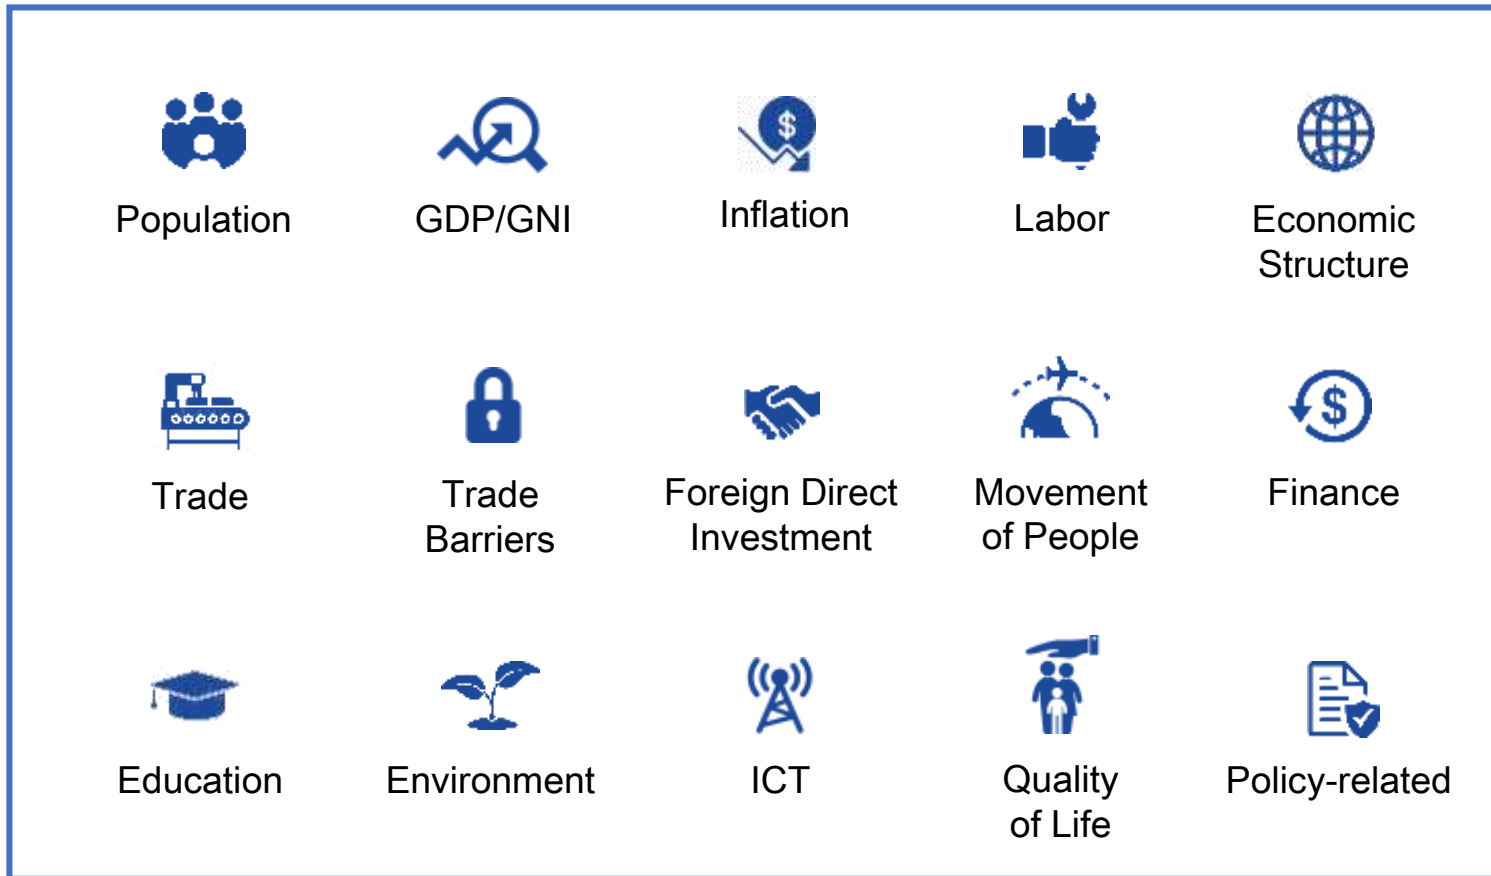 Population
GDP/GNI
Inflation
Labor
Economic
Structure
Trade
Trade
Barriers
Foreign Direct
Investment
Movement
of People
Finance
Education
Environment
ICT
Quality
of Life
Policy-related